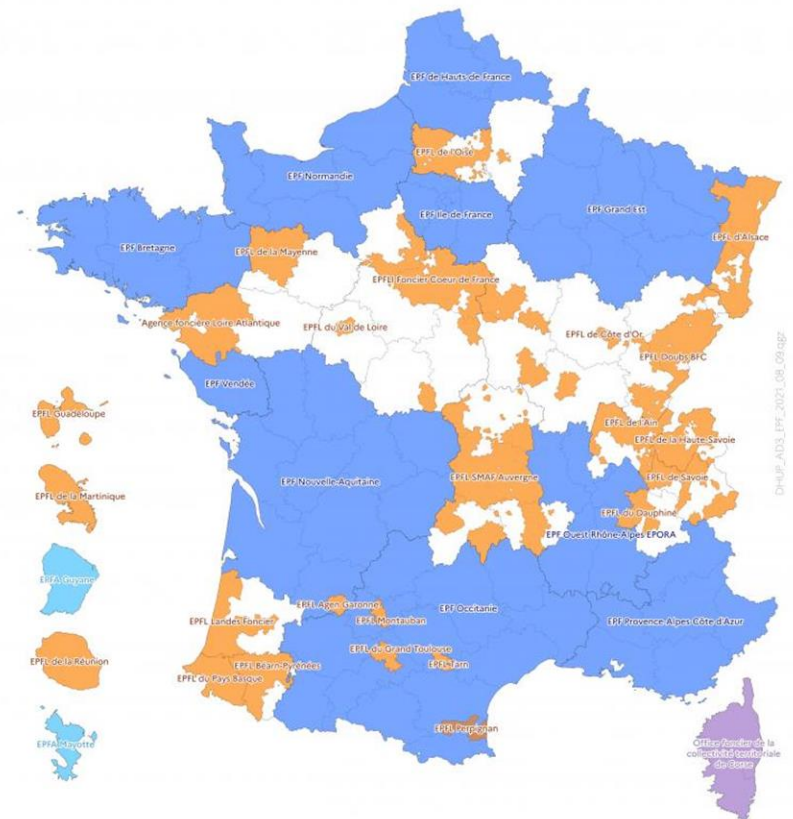 EPF de Hauts-de-France
EPFL de l'Oise
EPF Normandie
EPF Ile-de-France
EPF Grand Est
EPF Bretagne
EPFL de la Mayenne
EPFL d'Alsace
EPFLI Foncier Coeur de France
Agence foncière Loire Atlantique
EPFL du Val de Loire
EPFL de Côte d'Or
EPFL Doubs BFC
EPF Vendée
EPFL Guadeloupe
EPFL de l'Ain
EPFL de la Haute-Savoie
EPF Nouvelle-Aquitaine
EPFL SMAF Auvergne
EPFL de Savoie
EPFL de la Martinique
EPFL du Dauphiné
EPF Ouest Rhône-Alpes EPORA
EPFA Guyane
EPFL Agen Garonne
EPF Occitanie
EPFL Landes Foncier
EPFL Montauban
EPF Provence-Alpes Côte d'Azur
EPFL du Grand Toulouse
EPFL de la Réunion
EPFL Béarn-Pyrénées
EPFL Tarn
EPFL du Pays Basque
EPFL Perpignan
EPFA Mayotte
Office foncier de la
collectivité territoriale
de Corse
DHUP_AD3_EPF_2021_08_09.qgz